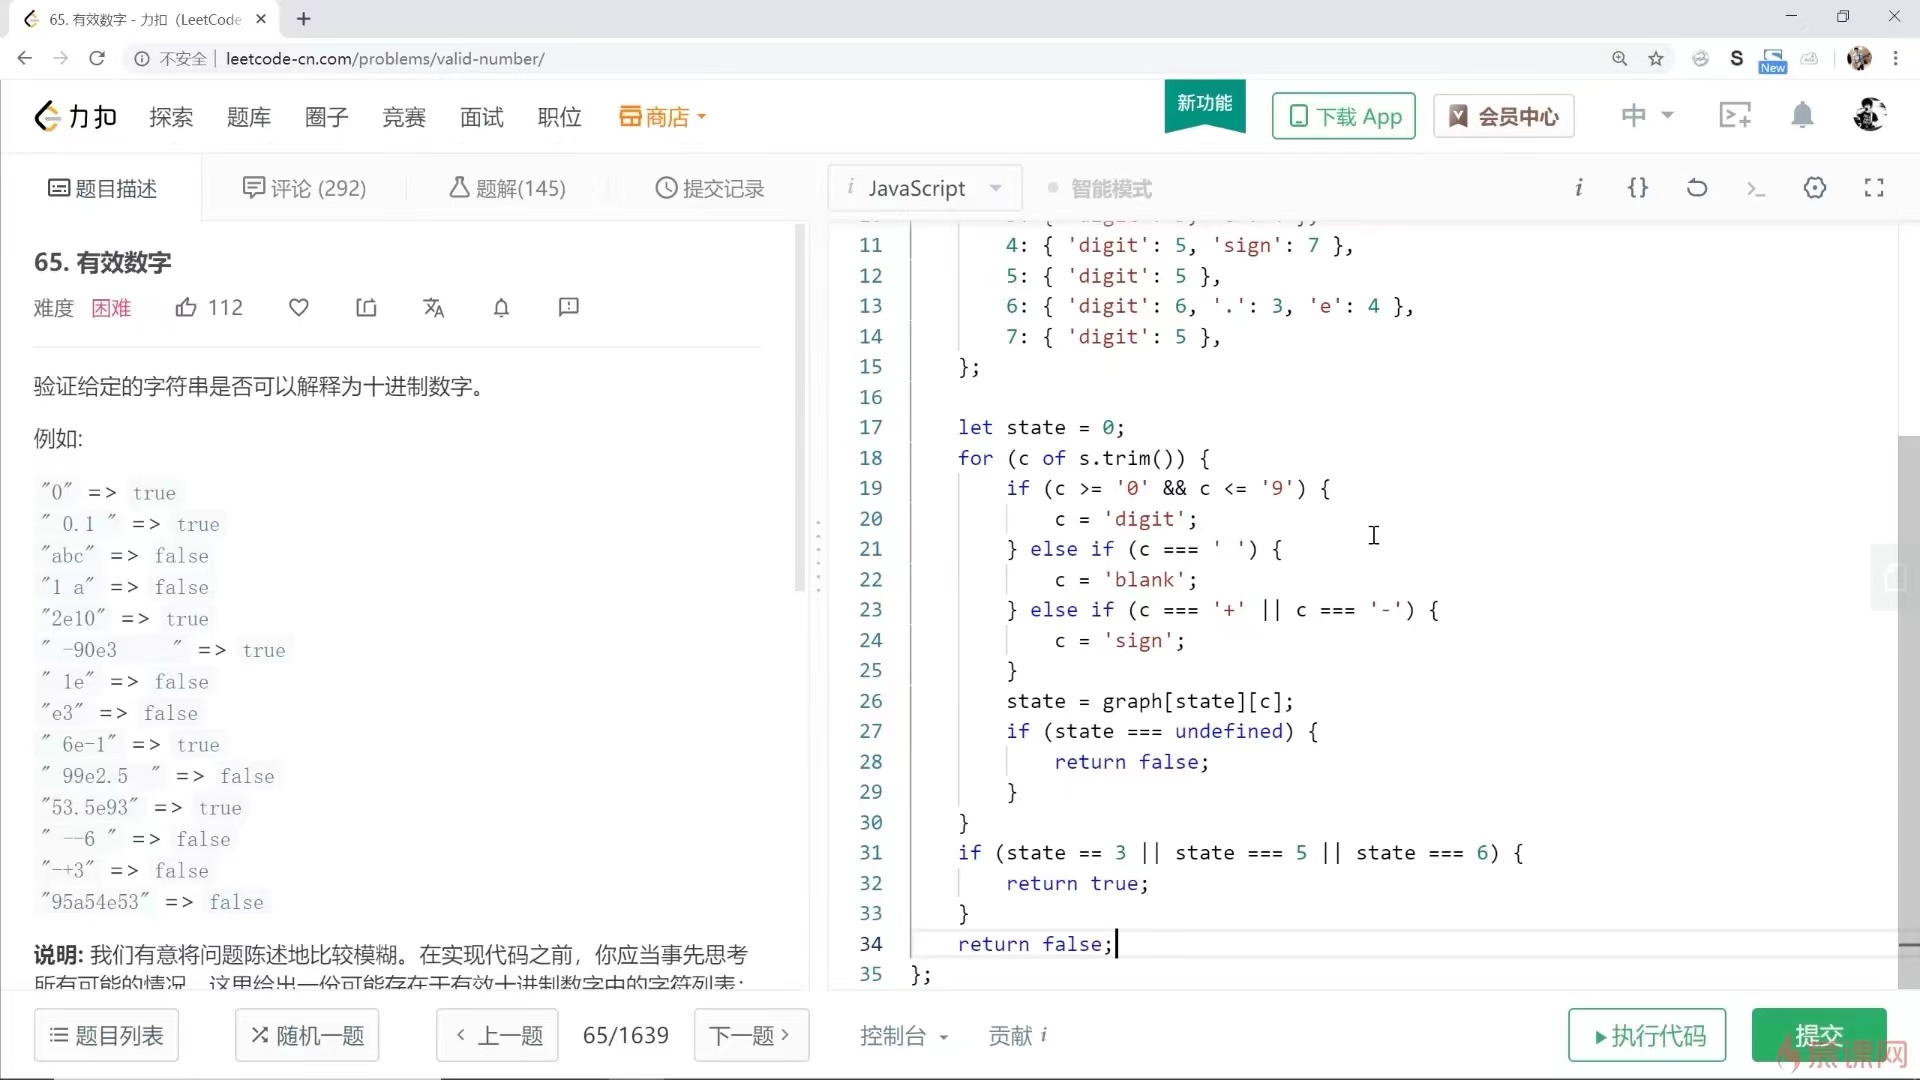 65. 有效数字 - 力扣 (LeetCode
不安全 | leetcode-cn.com/problems/valid-number/
S
New
力扣 探索 题库 圈子 竞赛 面试 职位 商店 新功能 下载 App 会员中心 中
题目描述 评论 (292) 题解(145) 提交记录 i JavaScript 智能模式 i {} >_
65. 有效数字
难度 困难 112
验证给定的字符串是否可以解释为十进制数字。
例如:
"0" => true
" 0.1 " => true
"abc" => false
"1 a" => false
"2e10" => true
" -90e3     " => true
" 1e" => false
"e3" => false
" 6e-1" => true
" 99e2.5  " => false
"53.5e93" => true
" --6 " => false
"-+3" => false
"95a54e53" => false
说明: 我们有意将问题陈述地比较模糊。在实现代码之前，你应当事先思考
所有可能的情况。这里给出一份可能存在于有效十进制数字中的字符列表：
11 4: { 'digit': 5, 'sign': 7 },
12 5: { 'digit': 5 },
13 6: { 'digit': 6, '.': 3, 'e': 4 },
14 7: { 'digit': 5 },
15 };
16
17 let state = 0;
18 for (c of s.trim()) {
19 if (c >= '0' && c <= '9') {
20 c = 'digit';
21 } else if (c === ' ') {
22 c = 'blank';
23 } else if (c === '+' || c === '-') {
24 c = 'sign';
25 }
26 state = graph[state][c];
27 if (state === undefined) {
28 return false;
29 }
30 }
31 if (state == 3 || state === 5 || state === 6) {
32 return true;
33 }
34 return false;
35 };
题目列表 随机一题 上一题 65/1639 下一题 控制台 贡献 i 执行代码 提交
慕课网